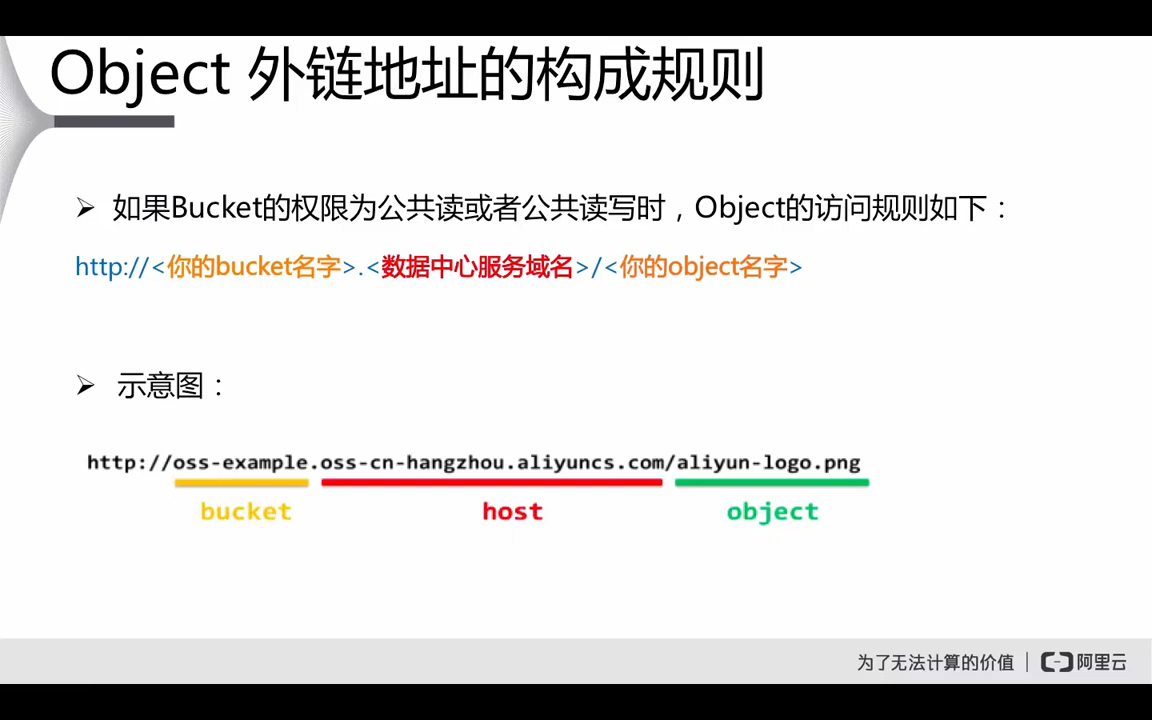 Object 外链地址的构成规则
➢ 如果Bucket的权限为公共读或者公共读写时，Object的访问规则如下：
http://<你的bucket名字>.<数据中心服务域名>/<你的object名字>
➢ 示意图：
http://oss-example.oss-cn-hangzhou.aliyuncs.com/aliyun-logo.png
bucket host object
为了无法计算的价值 | 阿里云